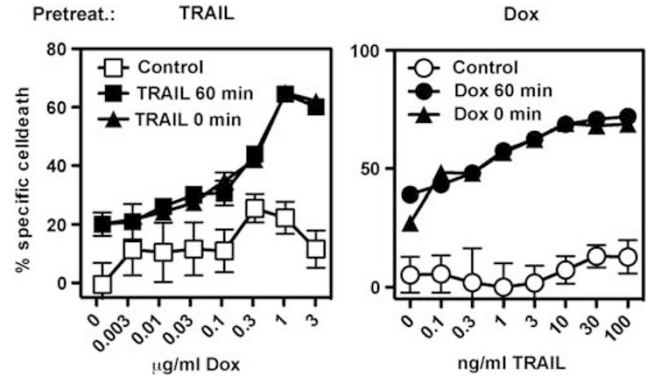 Pretreat.: TRAIL Dox
% specific celldeath
80
60
40
20
0
Control
TRAIL 60 min
TRAIL 0 min
0 0.003 0.01 0.03 0.1 0.3 1 3
µg/ml Dox
100
50
0
Control
Dox 60 min
Dox 0 min
0 0.1 0.3 1 3 10 30 100
ng/ml TRAIL